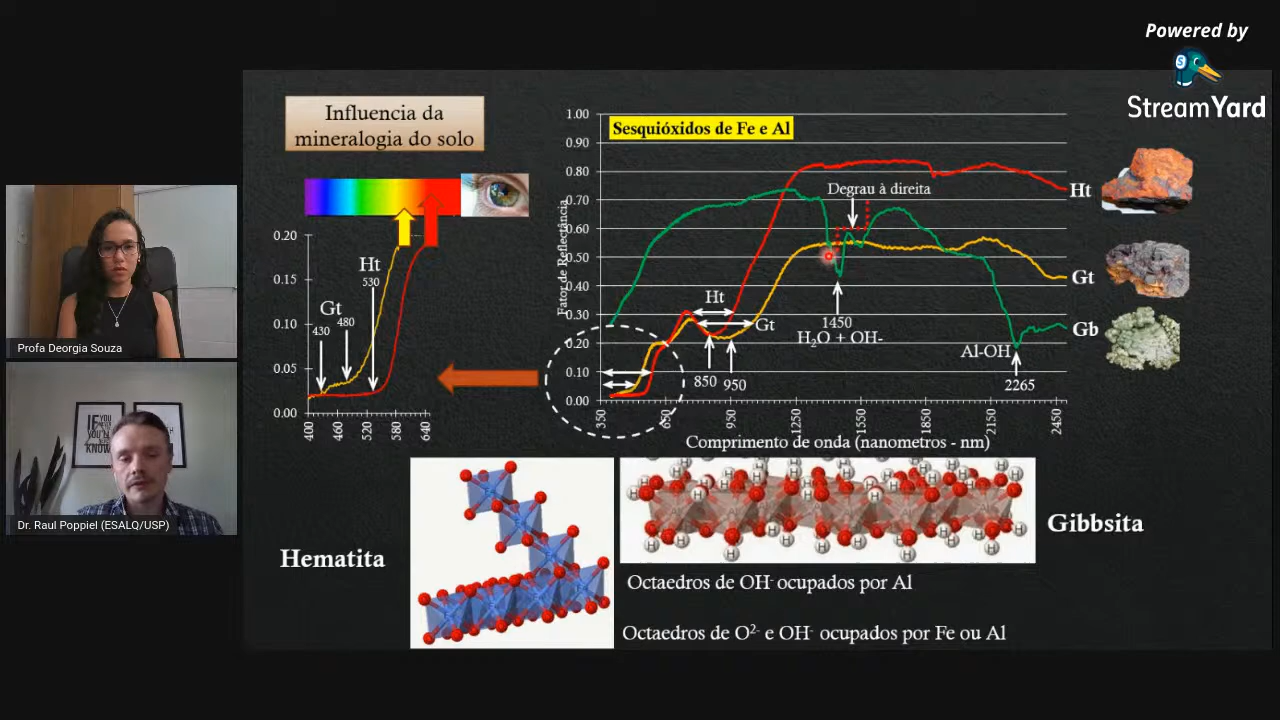 Powered by
StreamYard
Influencia da
mineralogia do solo
Sesquióxidos de Fe e Al
Fator de Reflectância
1.00
0.90
0.80
0.70
0.60
0.50
0.40
0.30
0.20
0.10
0.00
350
650
950
1250
1550
1850
2150
2450
Comprimento de onda (nanometros - nm)
Degrau à direita
Ht
Gt
Gb
Ht
Gt
850
950
1450
H₂O + OH-
Al-OH
2265
0.20
0.15
0.10
0.05
0.00
400
460
520
580
640
Ht
530
Gt
430
480
Profa Deorgia Souza
IF
YOU
KNOW
Dr. Raul Poppiel (ESALQ/USP)
Hematita
Gibbsita
Octaedros de OH⁻ ocupados por Al
Octaedros de O²⁻ e OH⁻ ocupados por Fe ou Al